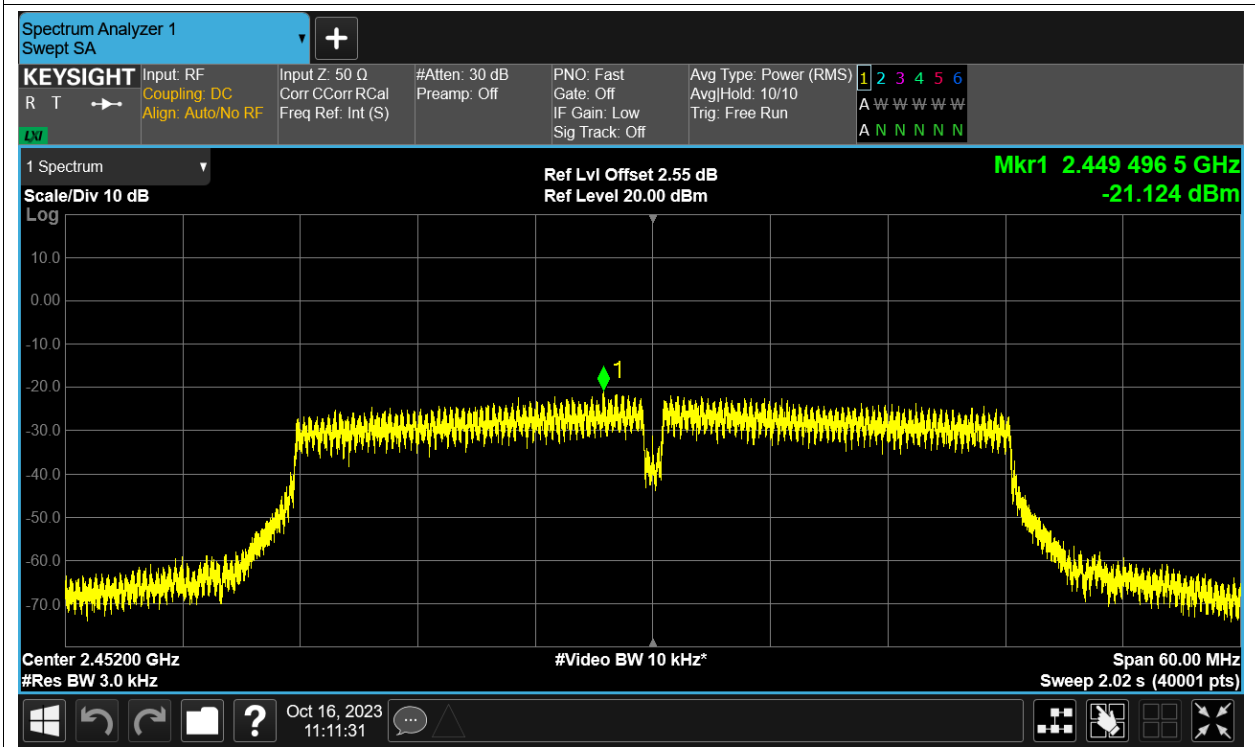 Spectrum Analyzer 1
Swept SA
+
KEYSIGHT
R T
LXI
Input: RF
Coupling: DC
Align: Auto/No RF
Input Z: 50 Ω
Corr CCorr RCal
Freq Ref: Int (S)
#Atten: 30 dB
Preamp: Off
PNO: Fast
Gate: Off
IF Gain: Low
Sig Track: Off
Avg Type: Power (RMS)
Avg|Hold: 10/10
Trig: Free Run
1 2 3 4 5 6
A W W W W W
A N N N N N
1 Spectrum
Scale/Div 10 dB
Log
Ref Lvl Offset 2.55 dB
Ref Level 20.00 dBm
Mkr1 2.449 496 5 GHz
-21.124 dBm
10.0
0.00
-10.0
1
-20.0
-30.0
-40.0
-50.0
-60.0
-70.0
Center 2.45200 GHz
#Res BW 3.0 kHz
#Video BW 10 kHz*
Span 60.00 MHz
Sweep 2.02 s (40001 pts)
?
Oct 16, 2023
11:11:31